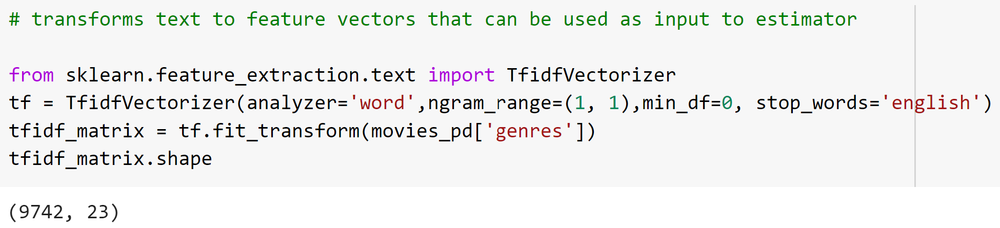 # transforms text to feature vectors that can be used as input to estimator
from sklearn.feature_extraction.text import TfidfVectorizer
tf = TfidfVectorizer(analyzer='word',ngram_range=(1, 1),min_df=0, stop_words='english')
tfidf_matrix = tf.fit_transform(movies_pd['genres'])
tfidf_matrix.shape
(9742, 23)